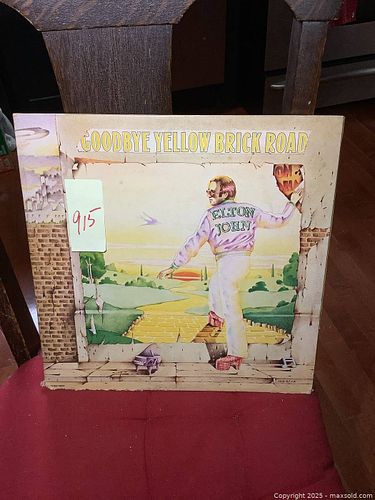 GOODBYE YELLOW BRICK ROAD
915
ELTON
JOHN
Copyright 2025 - maxsold.com